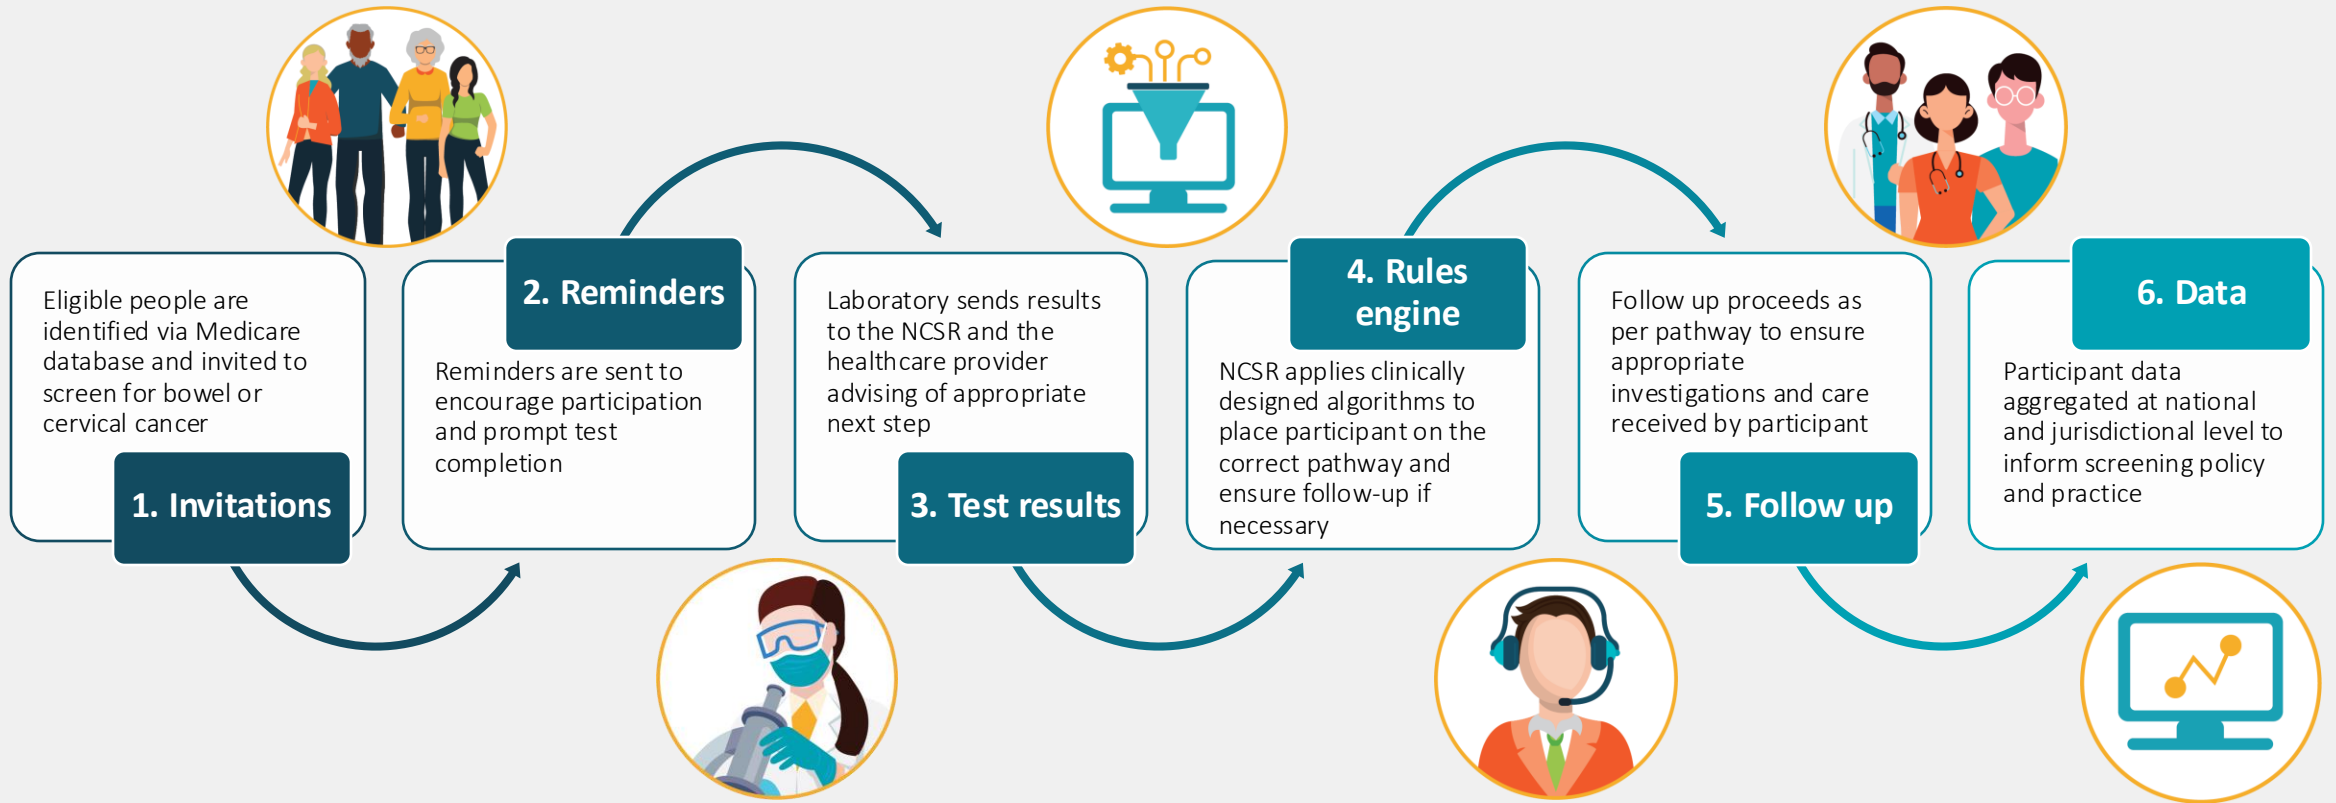 Eligible people are
identified via Medicare
database and invited to
screen for bowel or
cervical cancer
1. Invitations
2. Reminders
Reminders are sent to
encourage participation
and prompt test
completion
Laboratory sends results
to the NCSR and the
healthcare provider
advising of appropriate
next step
3. Test results
4. Rules
engine
NCSR applies clinically
designed algorithms to
place participant on the
correct pathway and
ensure follow-up if
necessary
Follow up proceeds as
per pathway to ensure
appropriate
investigations and care
received by participant
5. Follow up
6. Data
Participant data
aggregated at national
and jurisdictional level to
inform screening policy
and practice